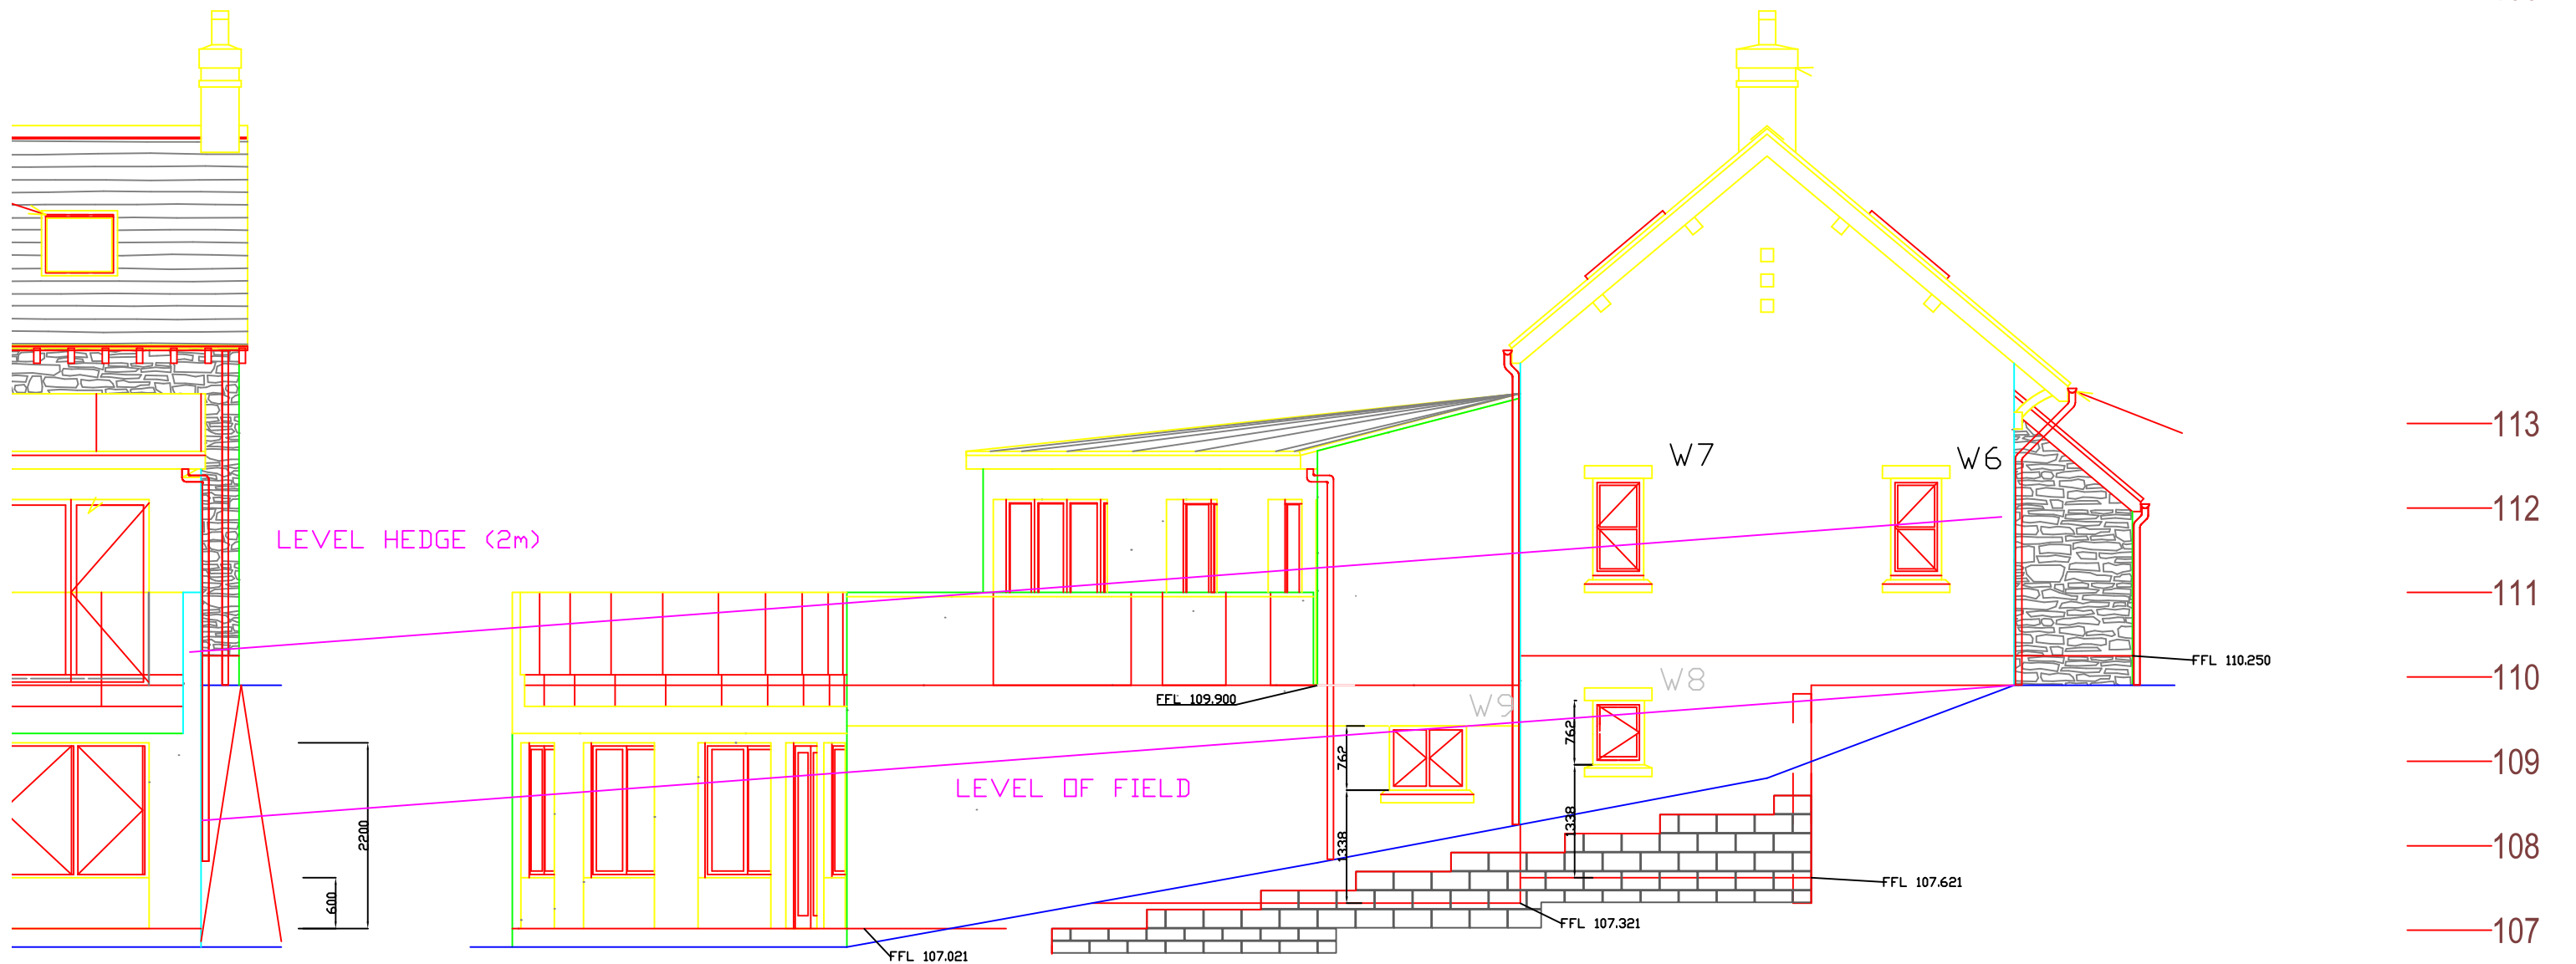 W7
W6
LEVEL HEDGE (2m)
113
112
111
110
109
108
107
FFL 110.250
FFL 109.900
W8
W9
762
762
LEVEL OF FIELD
2200
1338
1338
600
FFL 107.621
FFL 107.321
FFL 107.021